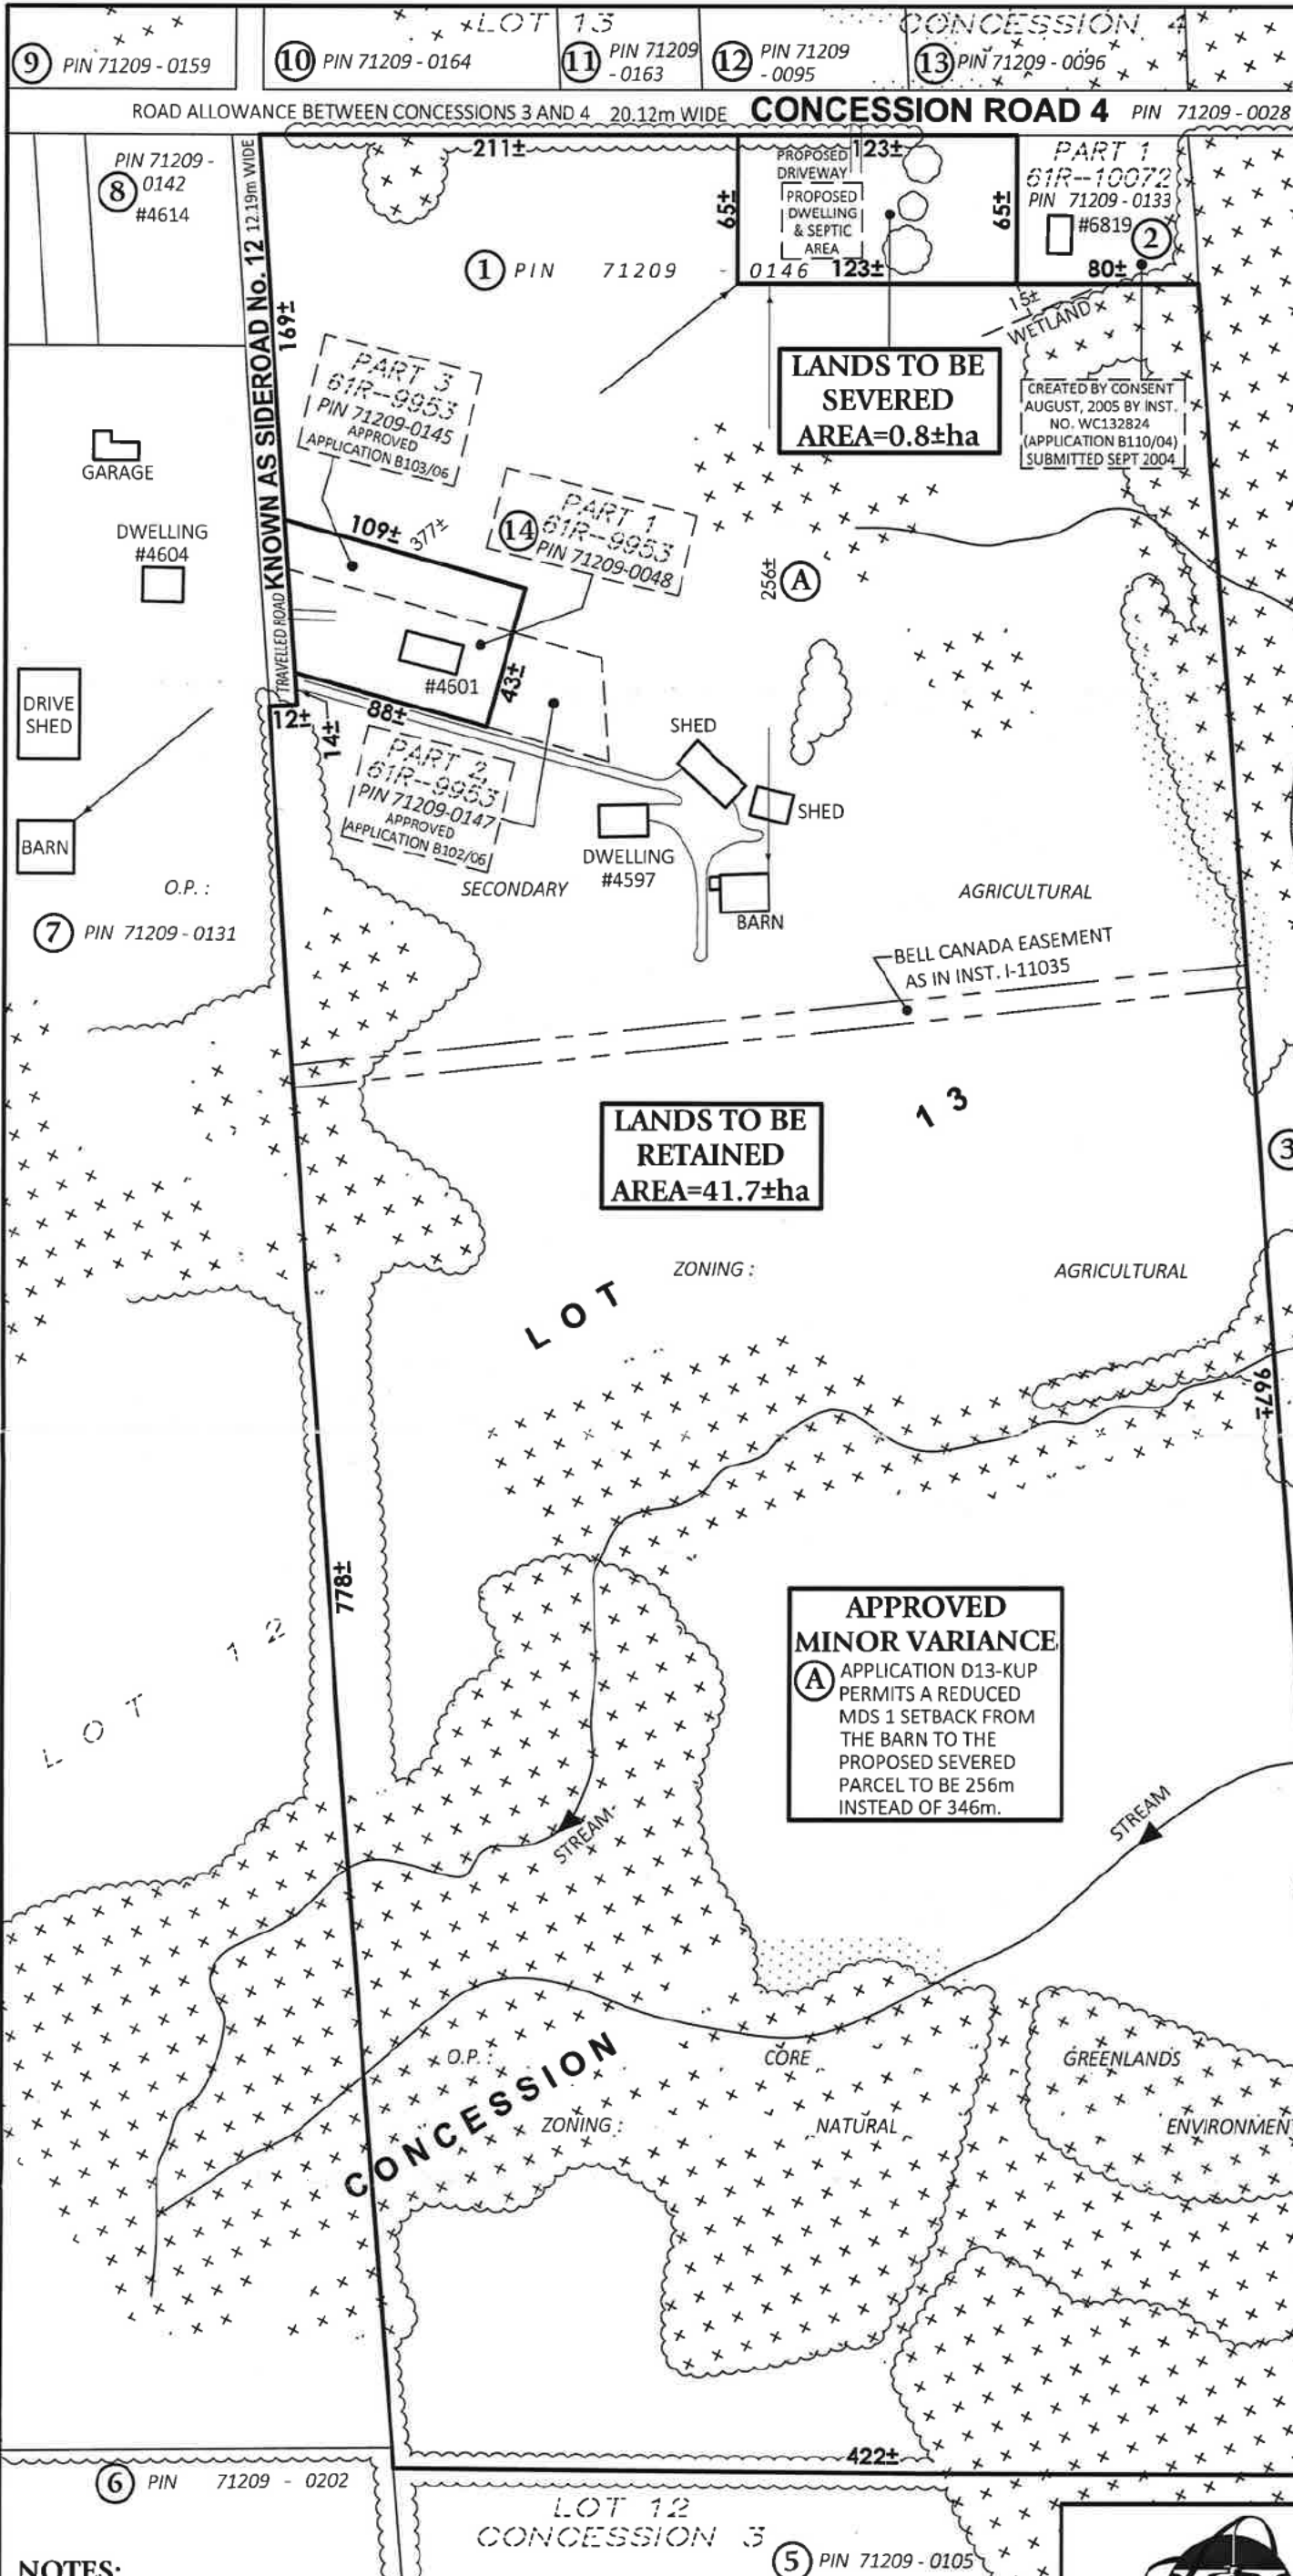 LOT 13
CONCESSION 4
9 PIN 71209 - 0159
10 PIN 71209 - 0164
11 PIN 71209
- 0163
12 PIN 71209
- 0095
13 PIN 71209 - 0096
ROAD ALLOWANCE BETWEEN CONCESSIONS 3 AND 4 20.12m WIDE CONCESSION ROAD 4 PIN 71209 - 0028
PIN 71209 -
0142
8
#4614
TRAVELLED ROAD KNOWN AS SIDEROAD No. 12 12.19m WIDE
211±
65±
PROPOSED
DRIVEWAY
123±
PROPOSED
DWELLING
& SEPTIC
AREA
65±
PART 1
61R--10072
PIN 71209 - 0133
#6819
2
80±
1 PIN 71209 - 0146
123±
15±
WETLAND
169±
LANDS TO BE
SEVERED
AREA=0.8±ha
CREATED BY CONSENT
AUGUST, 2005 BY INST.
NO. WC132824
(APPLICATION B110/04)
SUBMITTED SEPT 2004
PART 3
61R--9953
PIN 71209-0145
APPROVED
APPLICATION B103/06
GARAGE
DWELLING
#4604
109±
377±
14
PART 1
61R--9953
PIN 71209-0048
256±
A
#4601
43±
DRIVE
SHED
12±
14±
88±
PART 2
61R--9953
PIN 71209-0147
APPROVED
APPLICATION B102/06
SHED
SHED
DWELLING
#4597
BARN
BARN
O.P. :
SECONDARY
AGRICULTURAL
7 PIN 71209 - 0131
BELL CANADA EASEMENT
AS IN INST. I-11035
LANDS TO BE
RETAINED
AREA=41.7±ha
13
3
ZONING :
AGRICULTURAL
LOT
967±
778±
LOT 12
APPROVED
MINOR VARIANCE
A APPLICATION D13-KUP
PERMITS A REDUCED
MDS 1 SETBACK FROM
THE BARN TO THE
PROPOSED SEVERED
PARCEL TO BE 256m
INSTEAD OF 346m.
STREAM
STREAM
O.P. :
CORE
GREENLANDS
CONCESSION
ZONING :
NATURAL
ENVIRONMEN
422±
6 PIN 71209 - 0202
LOT 12
CONCESSION 3
5 PIN 71209 - 0105
NOTES: